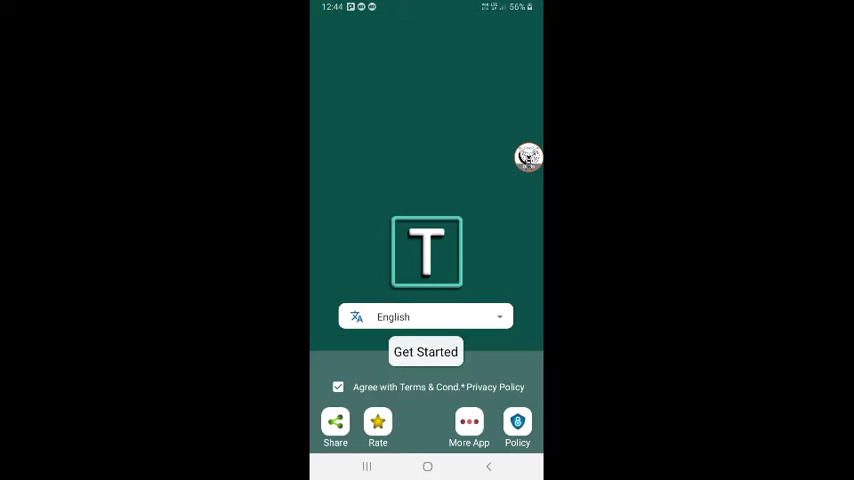 12:44
56%
T
English
Get Started
Agree with Terms & Cond.* Privacy Policy
Share
Rate
More App
Policy